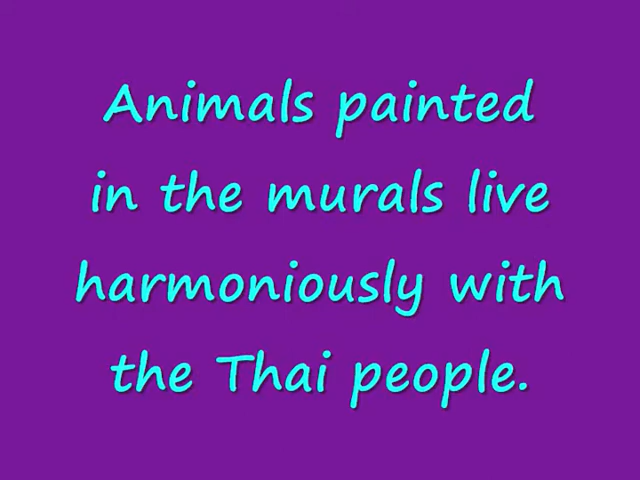 Animals painted
in the murals live
harmoniously with
the Thai people.